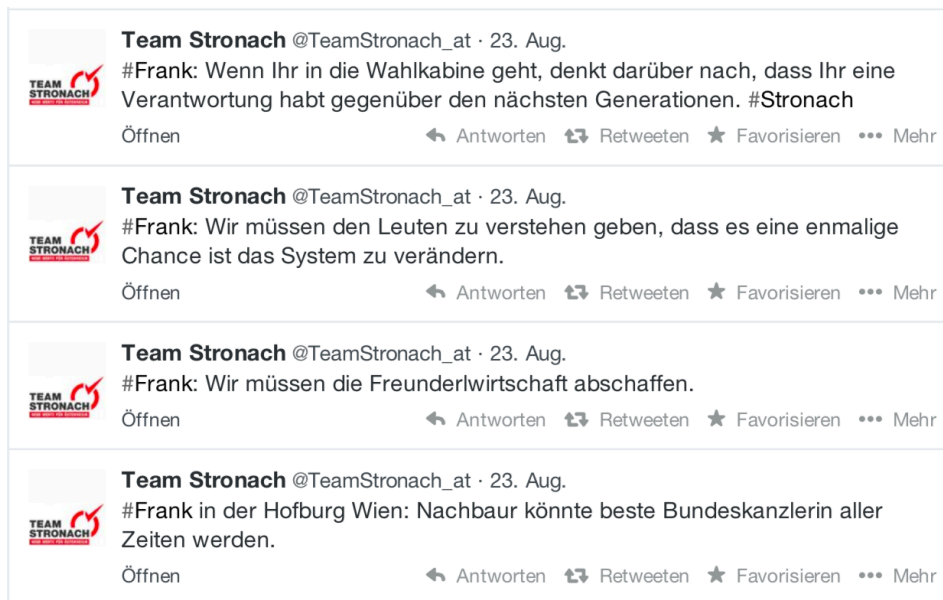 Team Stronach @TeamStronach_at · 23. Aug.
#Frank: Wenn Ihr in die Wahlkabine geht, denkt darüber nach, dass Ihr eine
Verantwortung habt gegenüber den nächsten Generationen. #Stronach
Öffnen Antworten Retweeten Favorisieren Mehr
TEAM
STRONACH
Team Stronach @TeamStronach_at · 23. Aug.
#Frank: Wir müssen den Leuten zu verstehen geben, dass es eine enmalige
Chance ist das System zu verändern.
Öffnen Antworten Retweeten Favorisieren Mehr
TEAM
STRONACH
Team Stronach @TeamStronach_at · 23. Aug.
#Frank: Wir müssen die Freunderlwirtschaft abschaffen.
Öffnen Antworten Retweeten Favorisieren Mehr
TEAM
STRONACH
Team Stronach @TeamStronach_at · 23. Aug.
#Frank in der Hofburg Wien: Nachbaur könnte beste Bundeskanzlerin aller
Zeiten werden.
Öffnen Antworten Retweeten Favorisieren Mehr
TEAM
STRONACH